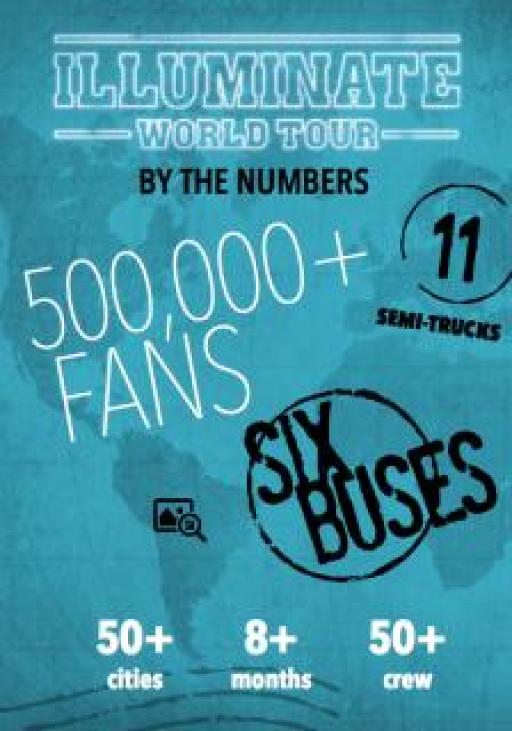 ILLUMINATE
WORLD TOUR
BY THE NUMBERS
11
SEMI-TRUCKS
500,000+
FANS
SIX
BUSES
50+
cities
8+
months
50+
crew